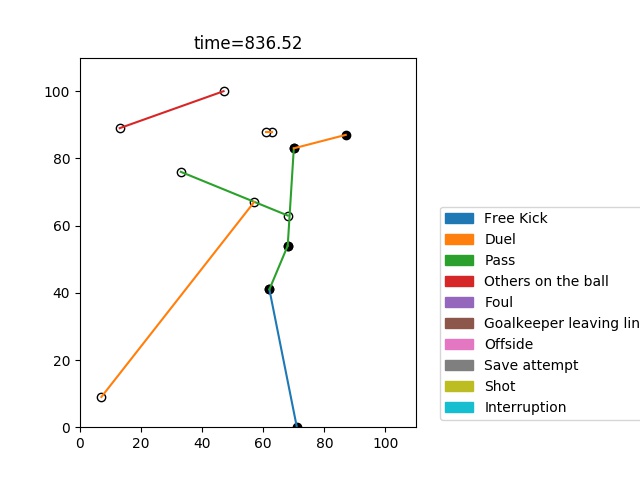 time=836.52
100
80
60
40
20
0
0 20 40 60 80 100
Free Kick
Duel
Pass
Others on the ball
Foul
Goalkeeper leaving lin
Offside
Save attempt
Shot
Interruption